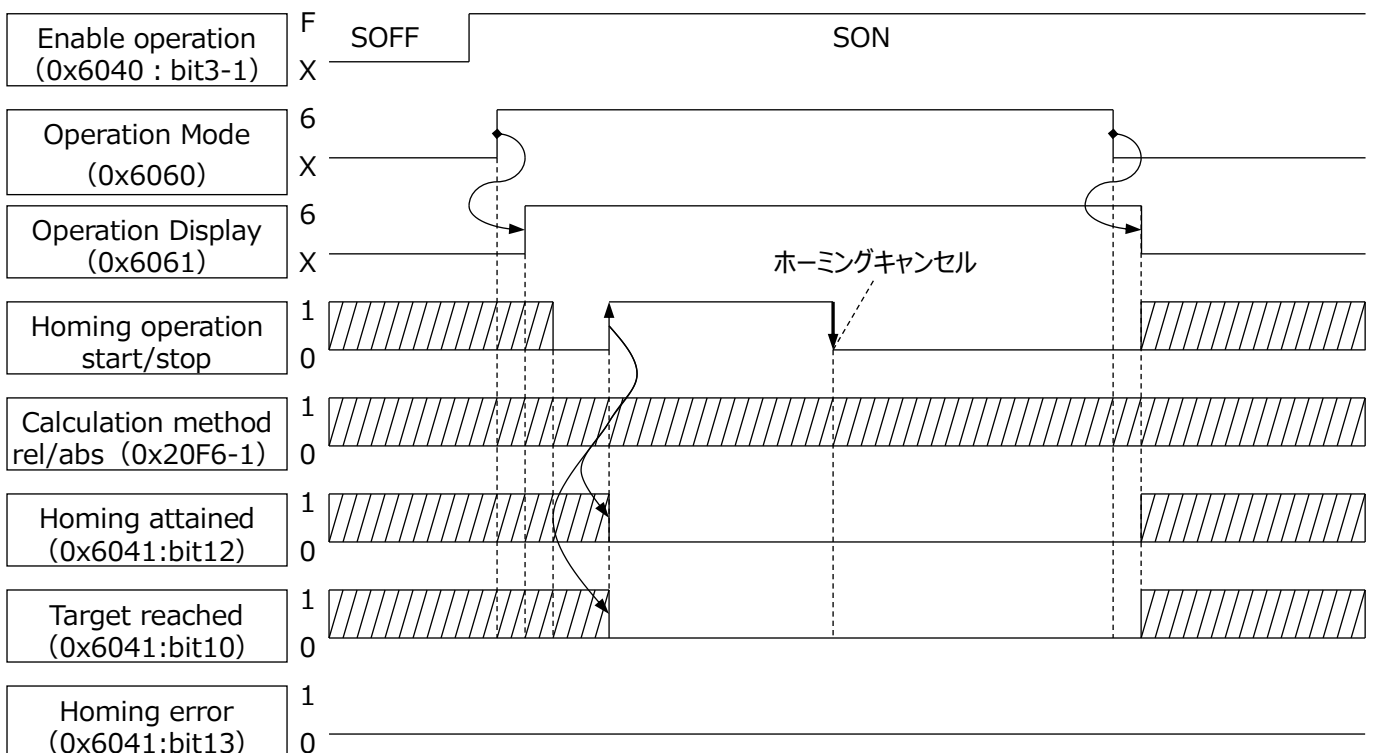 Enable operation
（0x6040：bit3-1）
F
X
SOFF
SON
Operation Mode
（0x6060）
6
X
Operation Display
（0x6061）
6
X
ホーミングキャンセル
Homing operation
start/stop
1
0
Calculation method
rel/abs（0x20F6-1）
1
0
Homing attained
（0x6041:bit12）
1
0
Target reached
（0x6041:bit10）
1
0
Homing error
（0x6041:bit13）
1
0